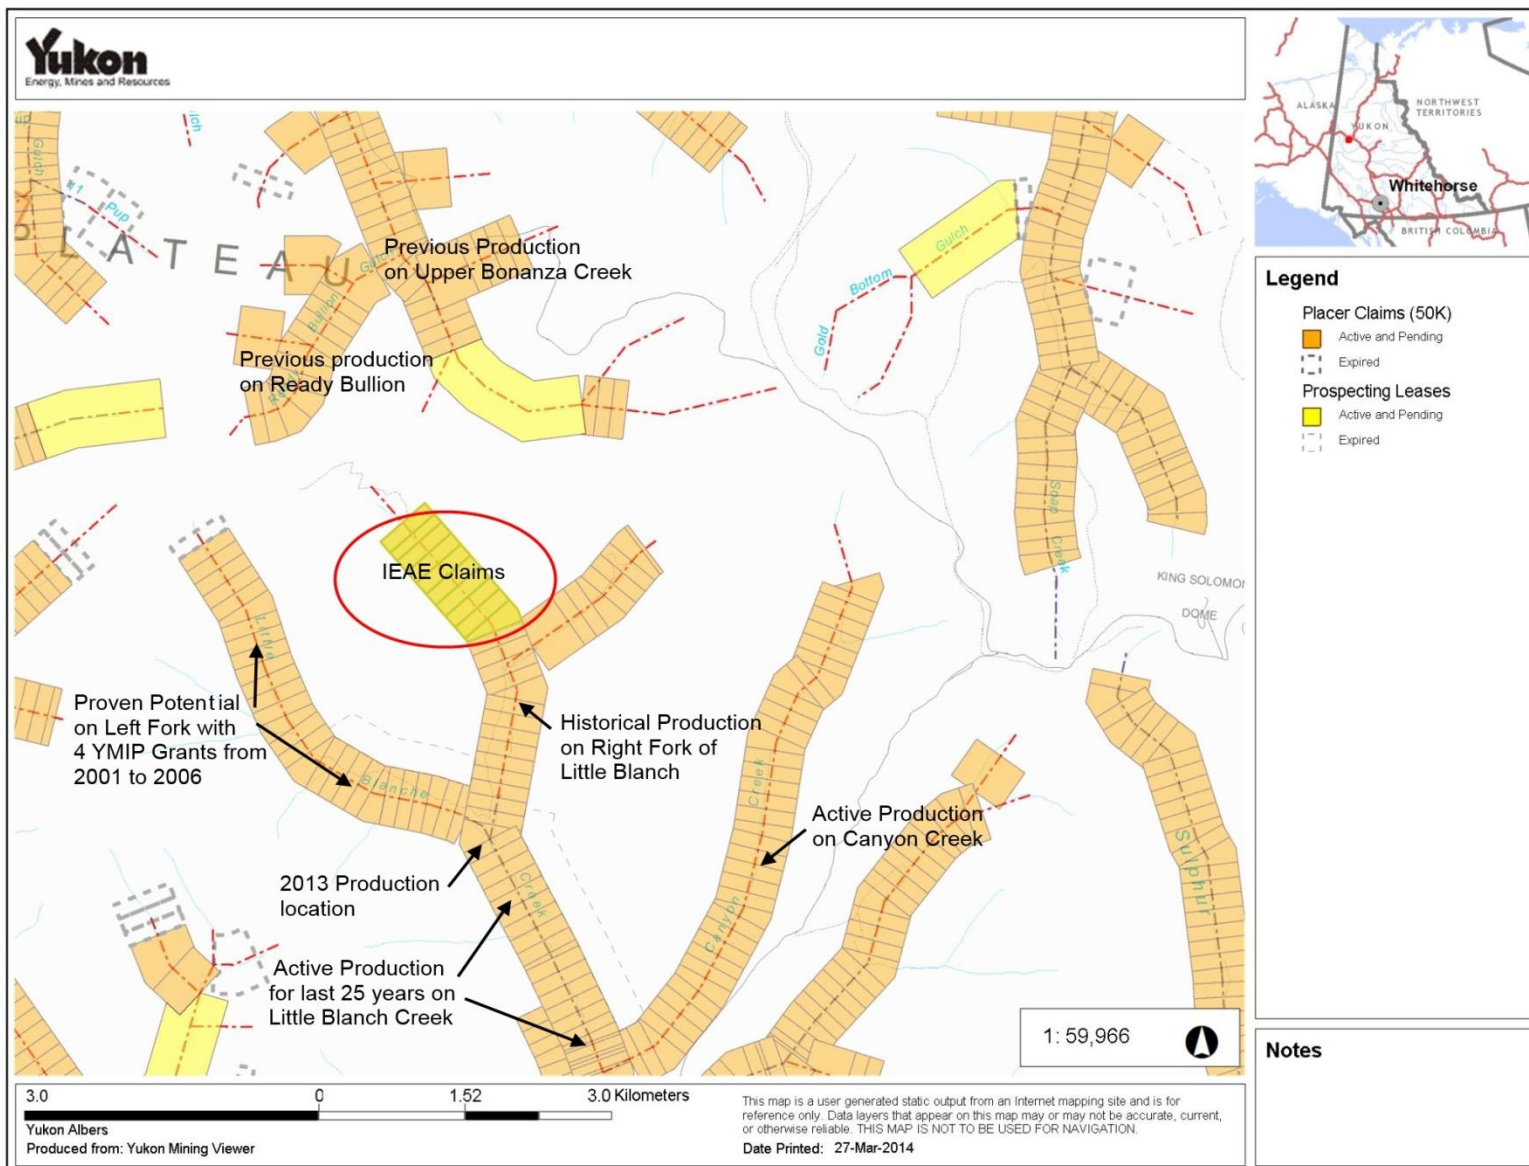 Yukon
Energy, Mines and Resources
ALASKA
NORTHWEST
TERRITORIES
YUKON
Whitehorse
BRITISH COLUMBIA
Legend
Placer Claims (50K)
Active and Pending
Expired
Prospecting Leases
Active and Pending
Expired
Notes
Gulch
Pup
PLATEAU
Gulch
Bullion
Ready
Previous Production
on Upper Bonanza Creek
Previous production
on Ready Bullion
Gold
Bottom
Gulch
Soap
Creek
KING SOLOMON
DOME
IEAE Claims
Little
Blanche
Creek
Proven Potential
on Left Fork with
4 YMIP Grants from
2001 to 2006
Historical Production
on Right Fork of
Little Blanch
Creek
Canyon
Active Production
on Canyon Creek
Sulphur
2013 Production
location
Active Production
for last 25 years on
Little Blanch Creek
1: 59,966
3.0
0
1.52
3.0 Kilometers
Yukon Albers
Produced from: Yukon Mining Viewer
This map is a user generated static output from an Internet mapping site and is for
reference only. Data layers that appear on this map may or may not be accurate, current,
or otherwise reliable. THIS MAP IS NOT TO BE USED FOR NAVIGATION.
Date Printed: 27-Mar-2014